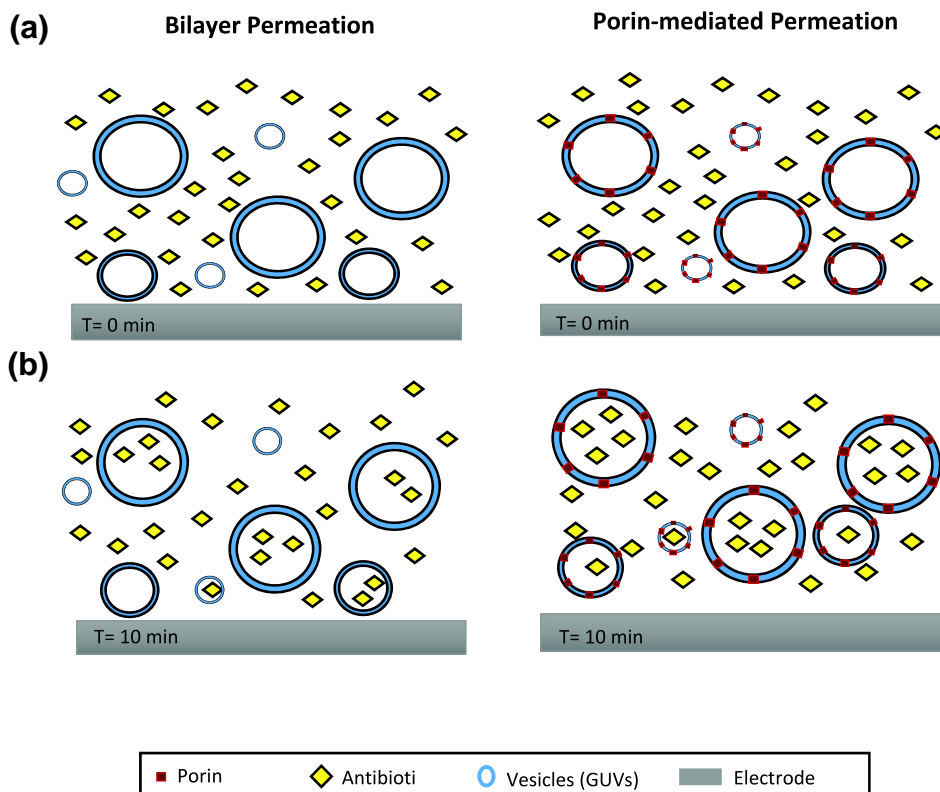 (a)
Bilayer Permeation
Porin-mediated Permeation
T= 0 min
T= 0 min
(b)
T= 10 min
T= 10 min
Porin
Antibioti
Vesicles (GUVs)
Electrode